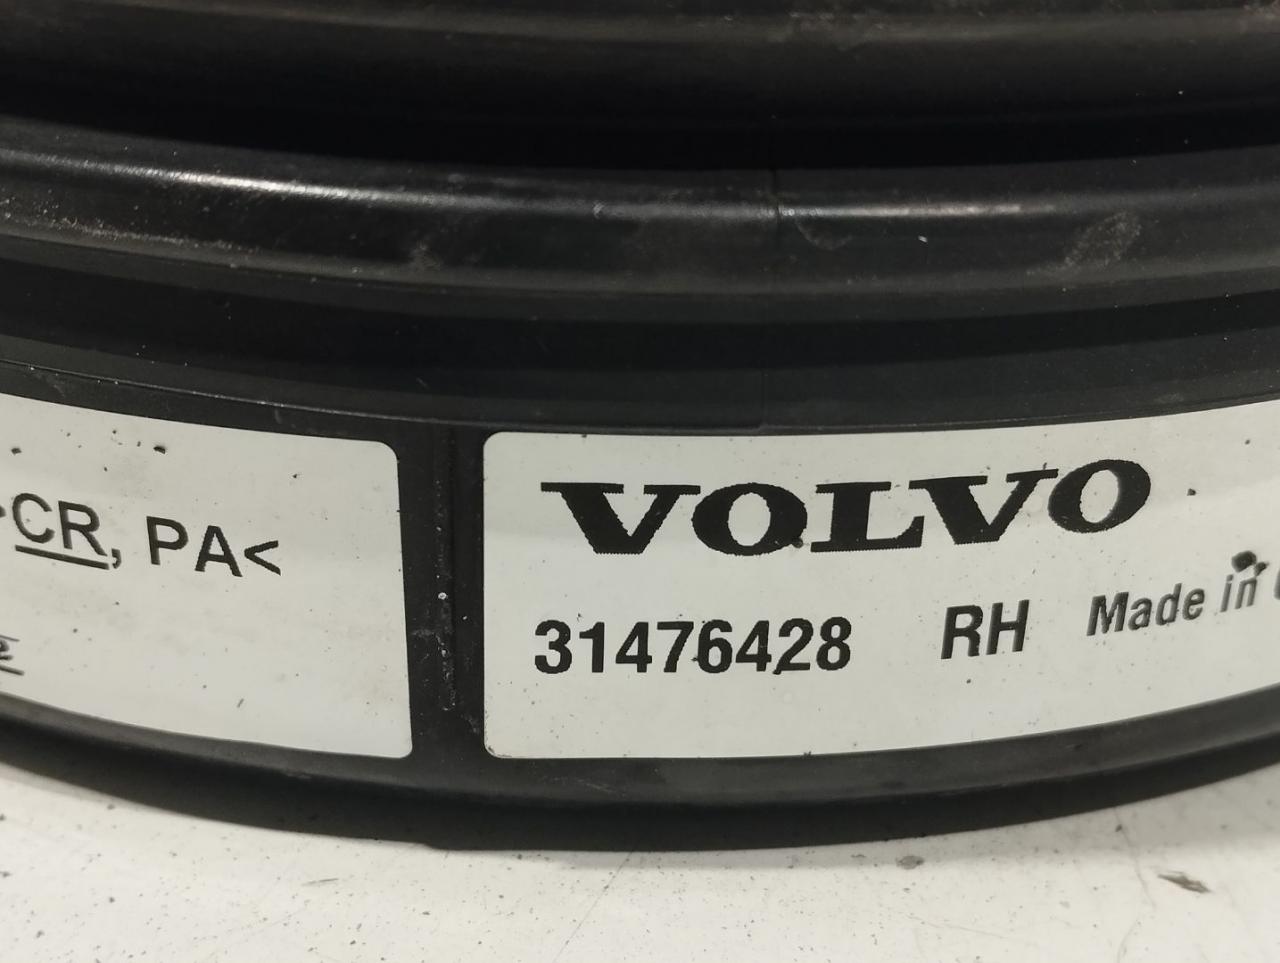 CR, PA<
VOLVO
31476428 RH Made in